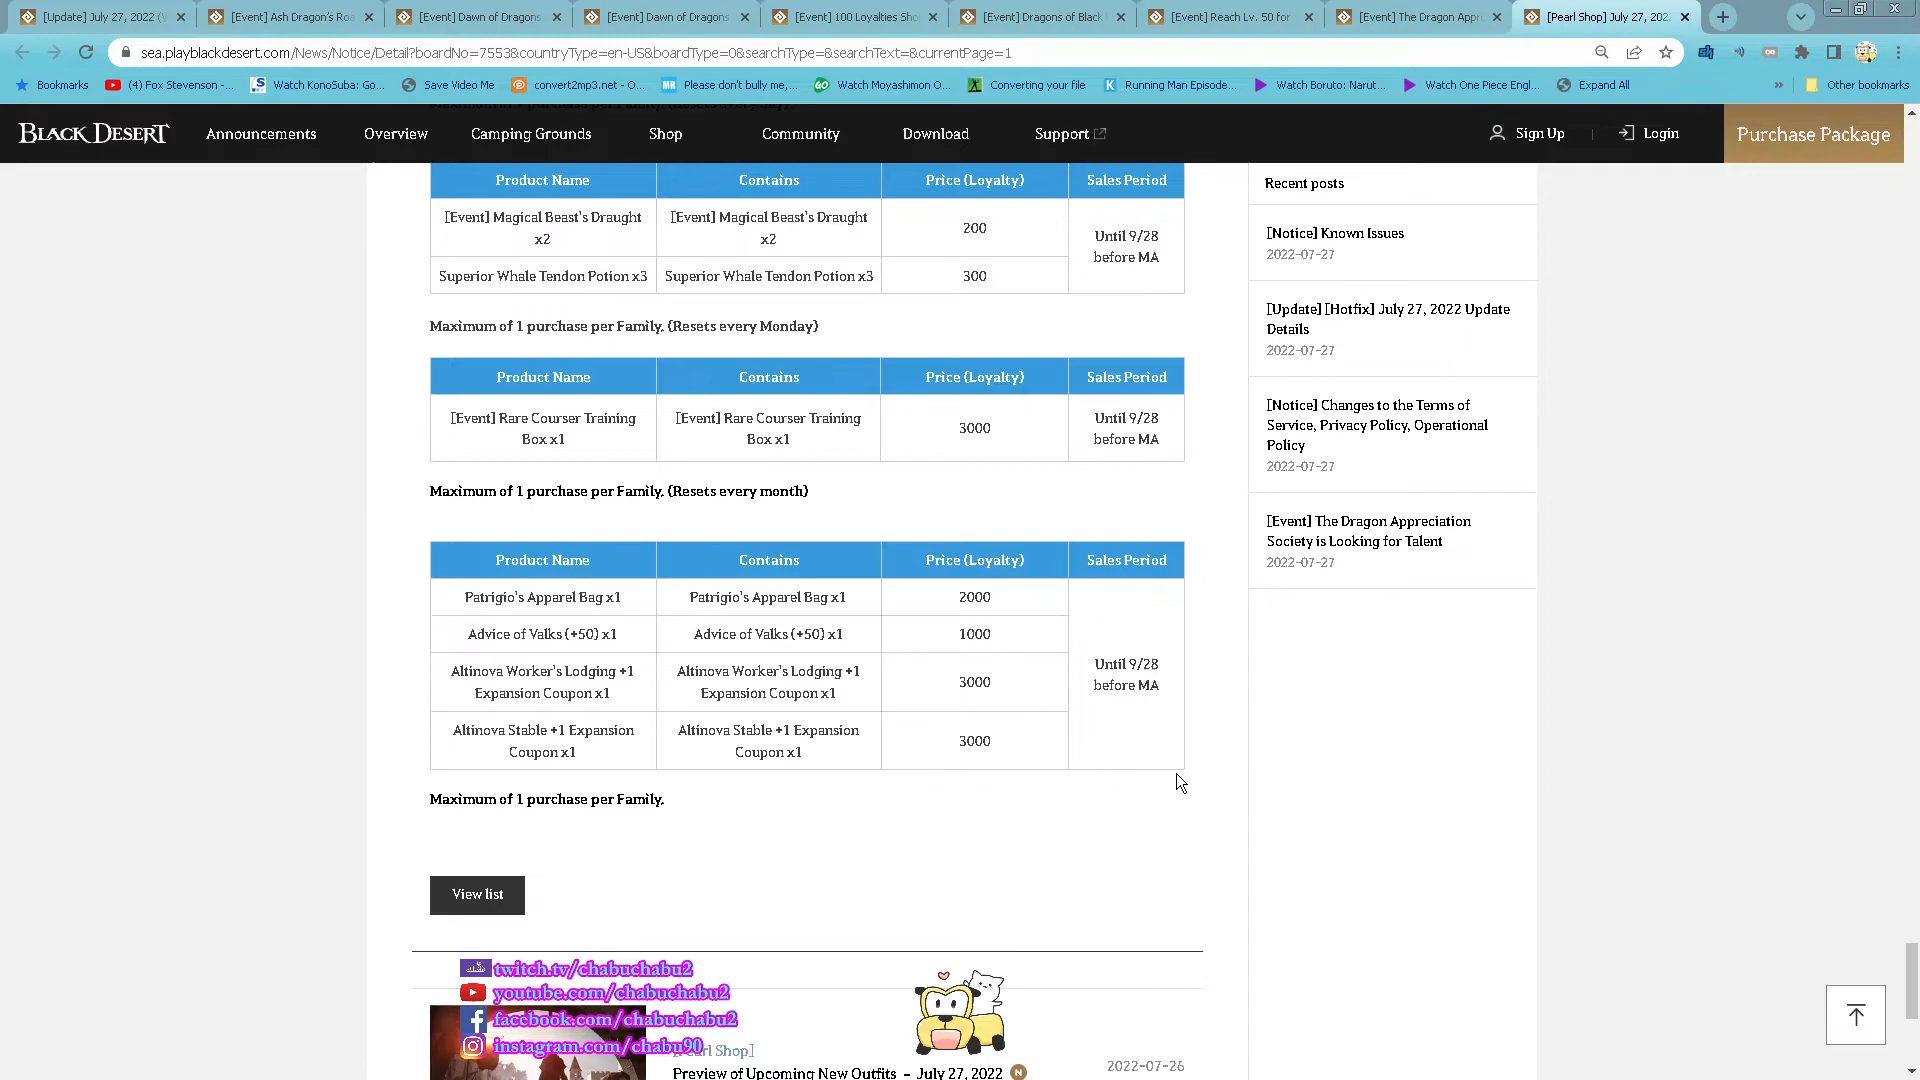 [Update] July 27, 2022 (
[Event] Ash Dragon's Roa
[Event] Dawn of Dragons
[Event] Dawn of Dragons
[Event] 100 Loyalties Sho
[Event] Dragons of Black
[Event] Reach Lv. 50 for
[Event] The Dragon Appr
[Pearl Shop] July 27, 202
sea.playblackdesert.com/News/Notice/Detail?boardNo=7553&countryType=en-US&boardType=0&searchType=&searchText=&currentPage=1
Bookmarks
(4) Fox Stevenson -...
Watch KonoSuba: Go...
Save Video Me
convert2mp3.net - O...
Please don't bully me,...
Watch Moyashimon O...
Converting your file
Running Man Episode...
Watch Boruto: Narut...
Watch One Piece Engl...
Expand All
Other bookmarks
BLACK DESERT
Announcements
Overview
Camping Grounds
Shop
Community
Download
Support
Sign Up
Login
Purchase Package
Product Name Contains Price (Loyalty) Sales Period
[Event] Magical Beast's Draught x2
[Event] Magical Beast's Draught x2
200
Until 9/28 before MA
Superior Whale Tendon Potion x3 Superior Whale Tendon Potion x3 300
Maximum of 1 purchase per Family. (Resets every Monday)
Product Name Contains Price (Loyalty) Sales Period
[Event] Rare Courser Training Box x1
[Event] Rare Courser Training Box x1
3000
Until 9/28 before MA
Maximum of 1 purchase per Family. (Resets every month)
Product Name Contains Price (Loyalty) Sales Period
Patrigio's Apparel Bag x1 Patrigio's Apparel Bag x1 2000
Advice of Valks (+50) x1 Advice of Valks (+50) x1 1000
Altinova Worker's Lodging +1 Expansion Coupon x1
Altinova Worker's Lodging +1 Expansion Coupon x1
3000
Until 9/28 before MA
Altinova Stable +1 Expansion Coupon x1
Altinova Stable +1 Expansion Coupon x1
3000
Maximum of 1 purchase per Family.
View list
Recent posts
[Notice] Known Issues
2022-07-27
[Update] [Hotfix] July 27, 2022 Update
Details
2022-07-27
[Notice] Changes to the Terms of
Service, Privacy Policy, Operational
Policy
2022-07-27
[Event] The Dragon Appreciation
Society is Looking for Talent
2022-07-27
twitch.tv/chabuchabu2
youtube.com/chabuchabu2
facebook.com/chabuchabu2
instagram.com/chabu90
[Pearl Shop]
Preview of Upcoming New Outfits – July 27, 2022 N
2022-07-26